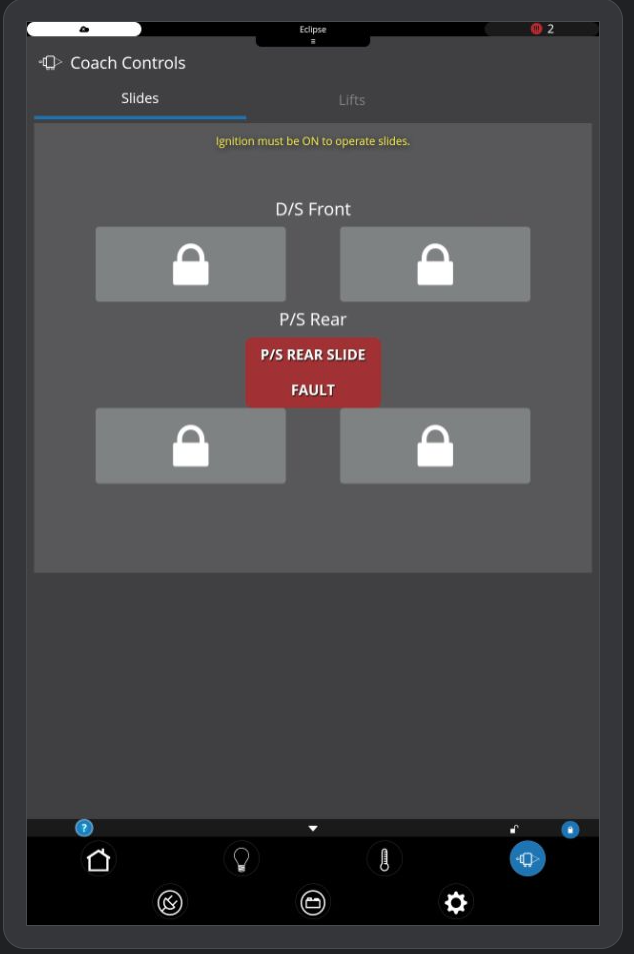 Eclipse
2
Coach Controls
Slides
Lifts
Ignition must be ON to operate slides.
D/S Front
P/S Rear
P/S REAR SLIDE
FAULT
?